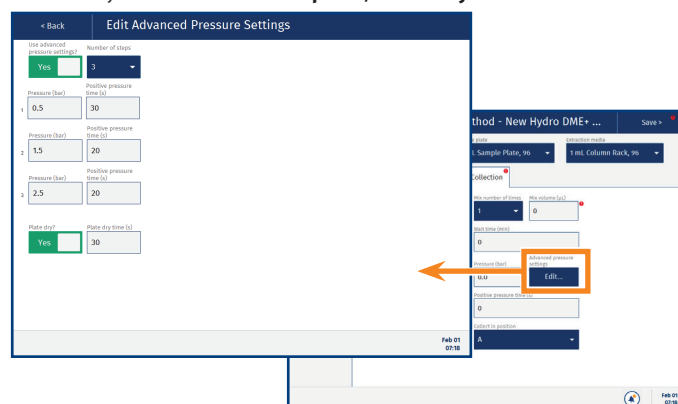 < Back
Edit Advanced Pressure Settings
Use advanced
pressure settings?
Number of steps
Yes
3
Pressure (bar)
Positive pressure
time (s)
1
0.5
30
Pressure (bar)
Positive pressure
time (s)
2
1.5
20
Pressure (bar)
Positive pressure
time (s)
3
2.5
20
Plate dry?
Plate dry time (s)
Yes
30
Feb 01
07:18
thod - New Hydro DME+ ...
Save >
plate
Extraction media
L Sample Plate, 96
1 mL Column Rack, 96
Collection
Mix number of times
Mix volume (µL)
1
0
Wait time (min)
0
Pressure (bar)
Advanced pressure
settings
0.0
Edit...
Positive pressure time (s)
0
Collect in position
A
Feb 01
07:18